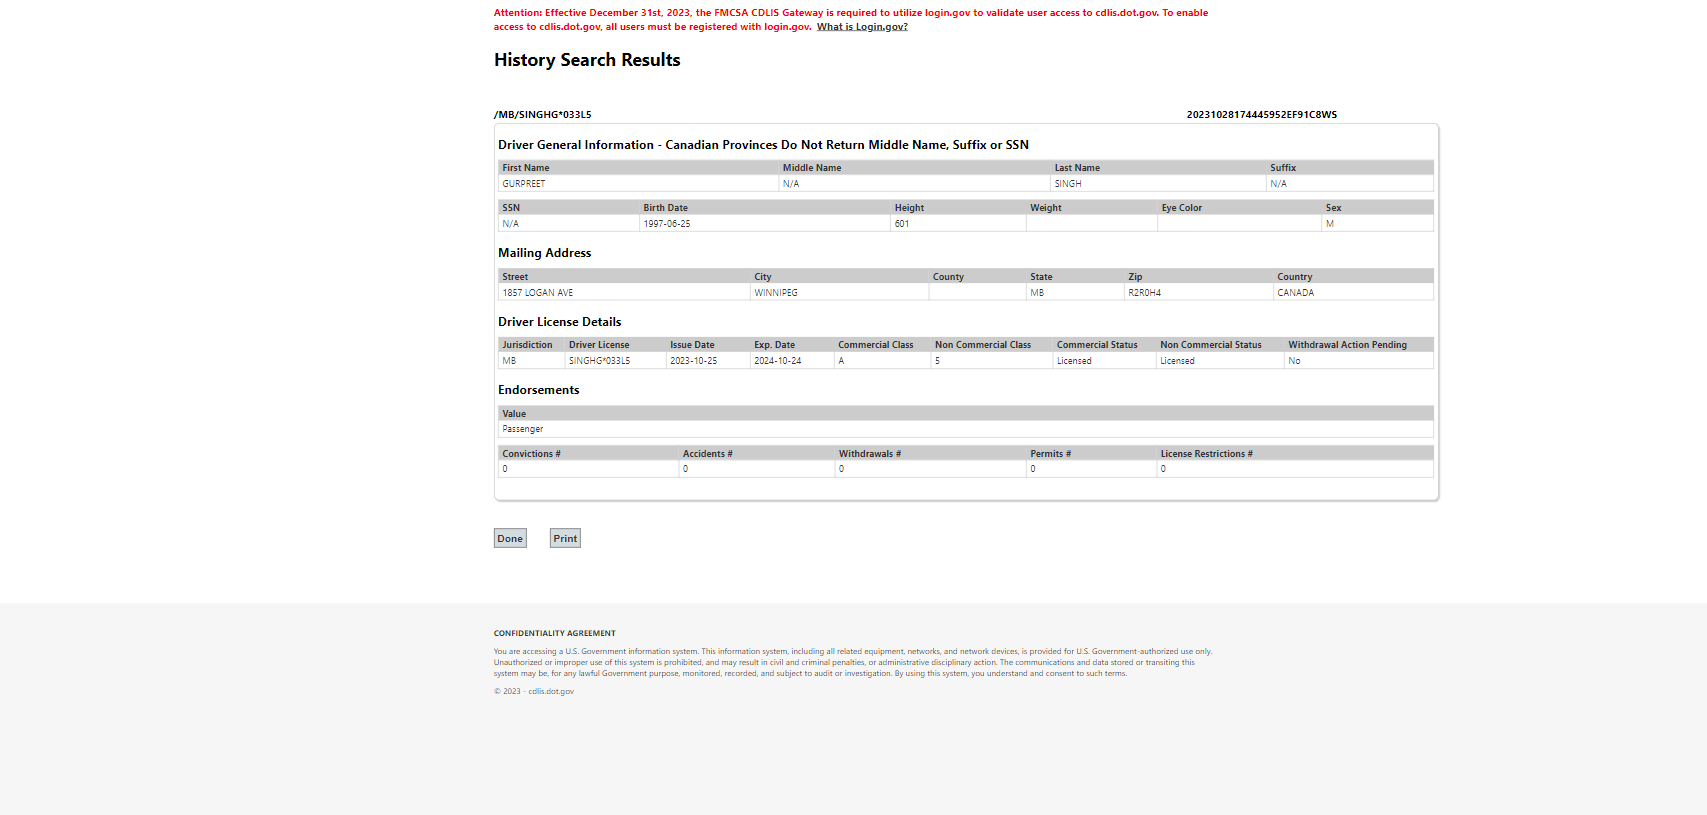 Attention: Effective December 31st, 2023, the FMCSA CDLIS Gateway is required to utilize login.gov to validate user access to cdlis.dot.gov. To enable
access to cdlis.dot.gov, all users must be registered with login.gov. What is Login.gov?
History Search Results
/MB/SINGHG*033L5 20231028174445952EF91C8WS
Driver General Information - Canadian Provinces Do Not Return Middle Name, Suffix or SSN
First Name Middle Name Last Name Suffix
GURPREET N/A SINGH N/A
SSN Birth Date Height Weight Eye Color Sex
N/A 1997-06-25 601 M
Mailing Address
Street City County State Zip Country
1857 LOGAN AVE WINNIPEG MB R2R0H4 CANADA
Driver License Details
Jurisdiction Driver License Issue Date Exp. Date Commercial Class Non Commercial Class Commercial Status Non Commercial Status Withdrawal Action Pending
MB SINGHG*033L5 2023-10-25 2024-10-24 A 5 Licensed Licensed No
Endorsements
Value
Passenger
Convictions # Accidents # Withdrawals # Permits # License Restrictions #
0 0 0 0 0
Done Print
CONFIDENTIALITY AGREEMENT
You are accessing a U.S. Government information system. This information system, including all related equipment, networks, and network devices, is provided for U.S. Government-authorized use only.
Unauthorized or improper use of this system is prohibited, and may result in civil and criminal penalties, or administrative disciplinary action. The communications and data stored or transiting this
system may be, for any lawful Government purpose, monitored, recorded, and subject to audit or investigation. By using this system, you understand and consent to such terms.
© 2023 - cdlis.dot.gov